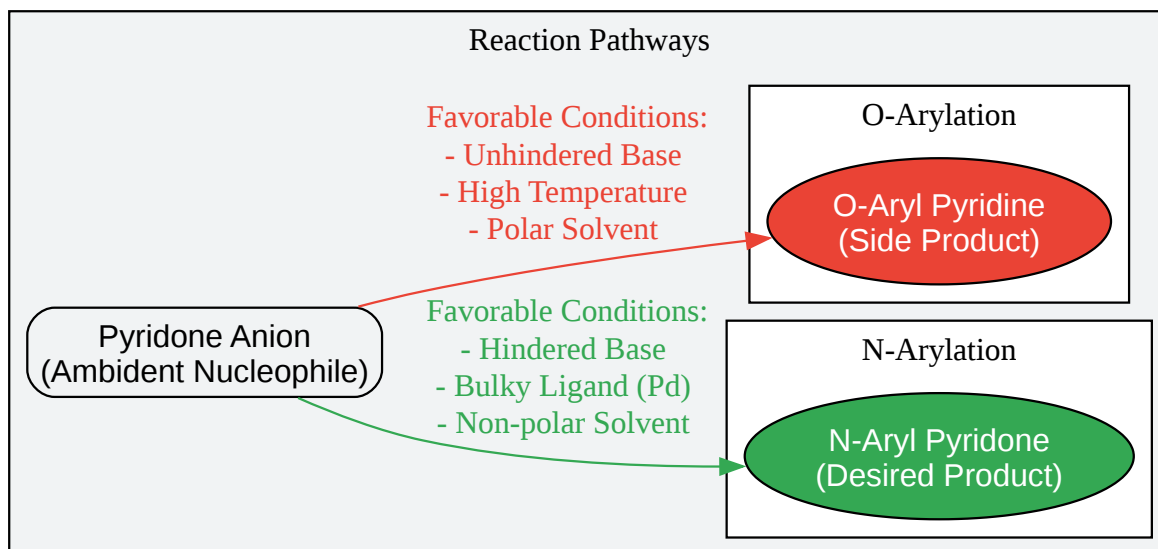 Reaction Pathways
Favorable Conditions:
- Unhindered Base
- High Temperature
- Polar Solvent
O-Arylation
O-Aryl Pyridine
(Side Product)
Pyridone Anion
(Ambident Nucleophile)
Favorable Conditions:
- Hindered Base
- Bulky Ligand (Pd)
- Non-polar Solvent
N-Arylation
N-Aryl Pyridone
(Desired Product)